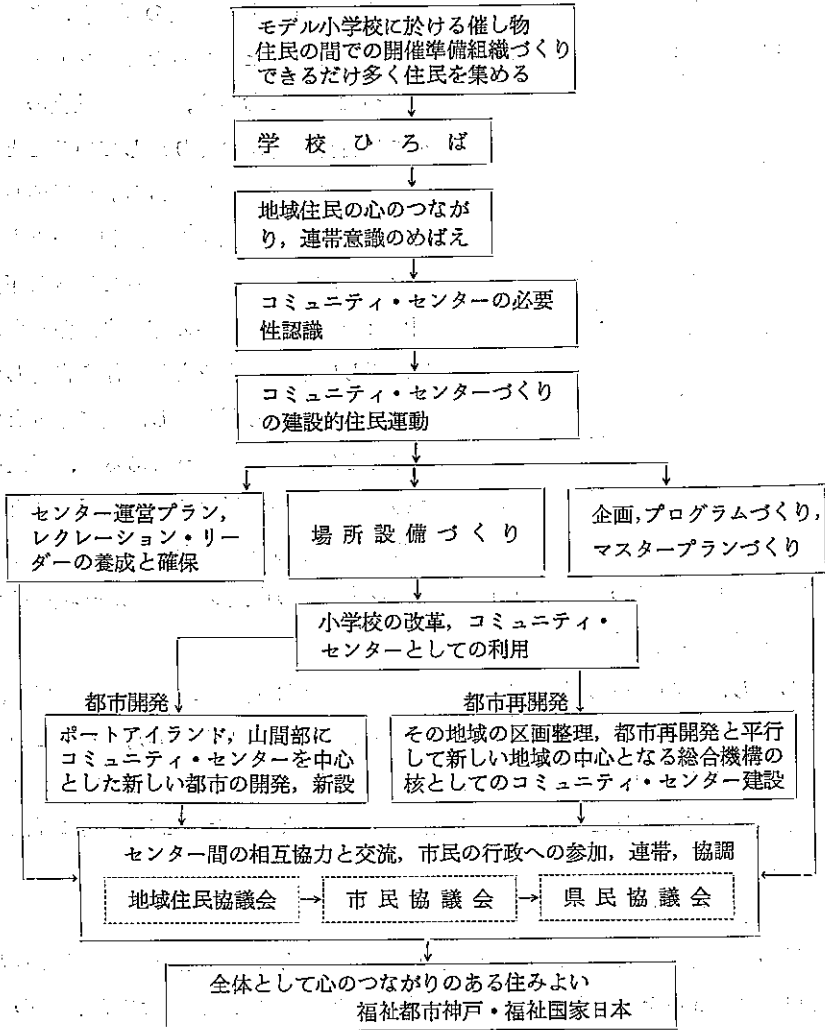 モデル小学校に於ける催し物
住民の間での開催準備組織づくり
できるだけ多く住民を集める
学校ひろば
地域住民の心のつなが
り，連帯意識のめばえ
コミュニティ・センターの必要
性認識
コミュニティ・センターづくり
の建設的住民運動
センター運営プラン，
レクレーション・リー
ダーの養成と確保
場所設備づくり
企画，プログラムづくり，
マスタープランづくり
小学校の改革，コミュニティ・
センターとしての利用
都市開発
ポートアイランド，山間部に
コミュニティ・センターを中心
とした新しい都市の開発，新設
都市再開発
その地域の区画整理，都市再開発と平行
して新しい地域の中心となる総合機構の
核としてのコミュニティ・センター建設
センター間の相互協力と交流，市民の行政への参加，連帯，協調
地域住民協議会
市民協議会
県民協議会
全体として心のつながりのある住みよい
福祉都市神戸・福祉国家日本